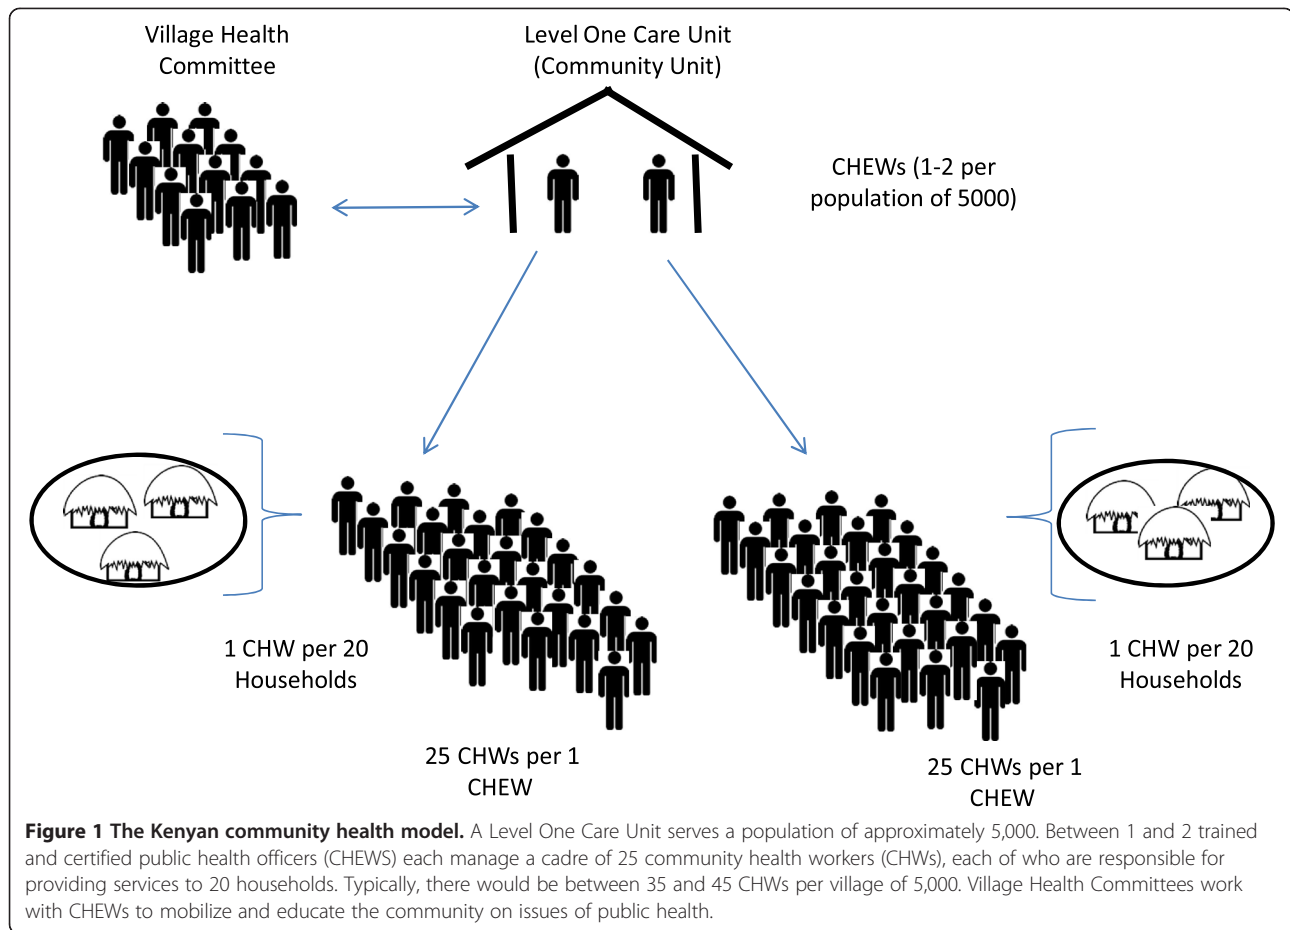 Village Health
Committee
Level One Care Unit
(Community Unit)
CHEWs (1-2 per
population of 5000)
1 CHW per 20
Households
1 CHW per 20
Households
25 CHWs per 1
CHEW
25 CHWs per 1
CHEW
Figure 1 The Kenyan community health model. A Level One Care Unit serves a population of approximately 5,000. Between 1 and 2 trained
and certified public health officers (CHEWS) each manage a cadre of 25 community health workers (CHWs), each of who are responsible for
providing services to 20 households. Typically, there would be between 35 and 45 CHWs per village of 5,000. Village Health Committees work
with CHEWs to mobilize and educate the community on issues of public health.